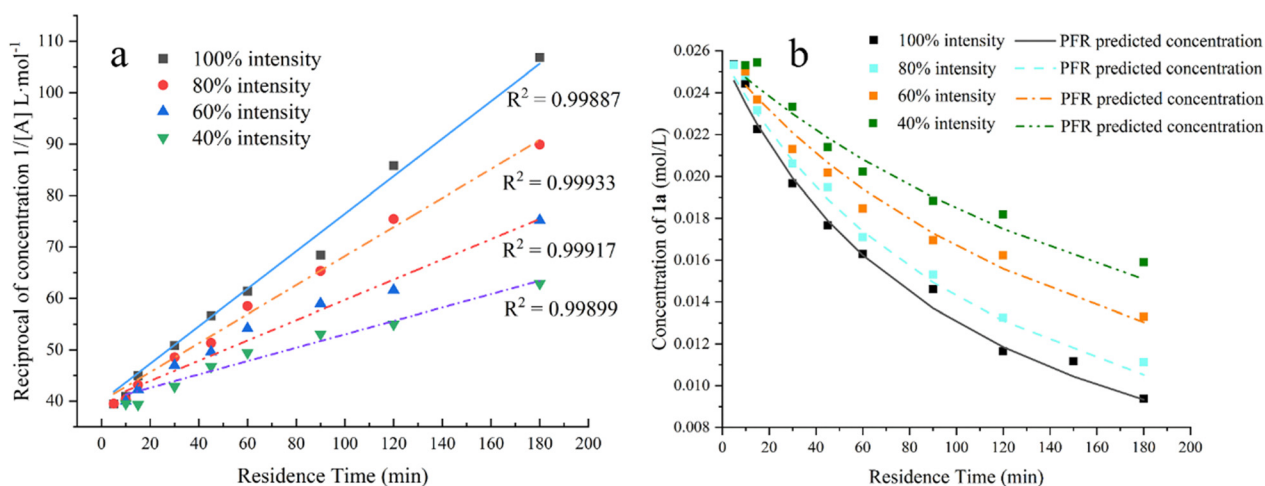 a
100% intensity
80% intensity
60% intensity
40% intensity
R² = 0.99887
R² = 0.99933
R² = 0.99917
R² = 0.99899
Reciprocal of concentration 1/[A] L·mol⁻¹
110
100
90
80
70
60
50
40
0 20 40 60 80 100 120 140 160 180 200
Residence Time (min)
b
100% intensity PFR predicted concentration
80% intensity PFR predicted concentration
60% intensity PFR predicted concentration
40% intensity PFR predicted concentration
Concentration of 1a (mol/L)
0.026
0.024
0.022
0.020
0.018
0.016
0.014
0.012
0.010
0.008
0 20 40 60 80 100 120 140 160 180 200
Residence Time (min)